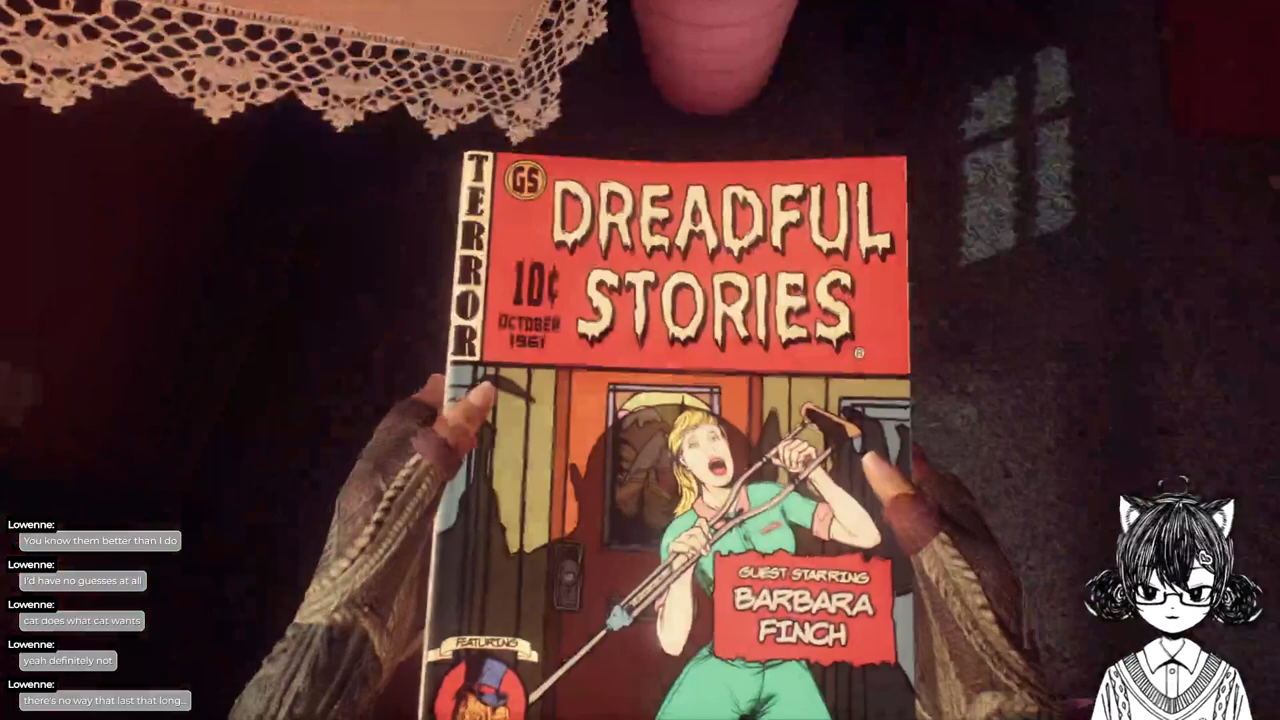 TERROR
GS
DREADFUL
STORIES
®
10¢
OCTOBER
1961
GUEST STARRING
BARBARA
FINCH
FEATURING
Lowenne:
You know them better than I do
Lowenne:
I'd have no guesses at all
Lowenne:
cat does what cat wants
Lowenne:
yeah definitely not
Lowenne:
there's no way that last that long...